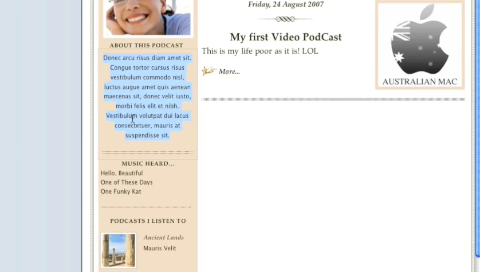 Friday, 24 August 2007
My first Video PodCast
This is my life poor as it is! LOL
More...
AUSTRALIAN MAC
ABOUT THIS PODCAST
Donec arcu risus diam amet sit.
Congue tortor cursus risus
vestibulum commodo nisl,
luctus augue amet quis aenean
maecenas sit, donec velit iusto,
morbi felis elit et nibh.
Vestibulum volutpat dui lacus
consectetuer, mauris at
suspendisse sit.
MUSIC HEARD...
Hello, Beautiful
One of These Days
One Funky Kat
PODCASTS I LISTEN TO
Ancient Lands
Mauris Velit